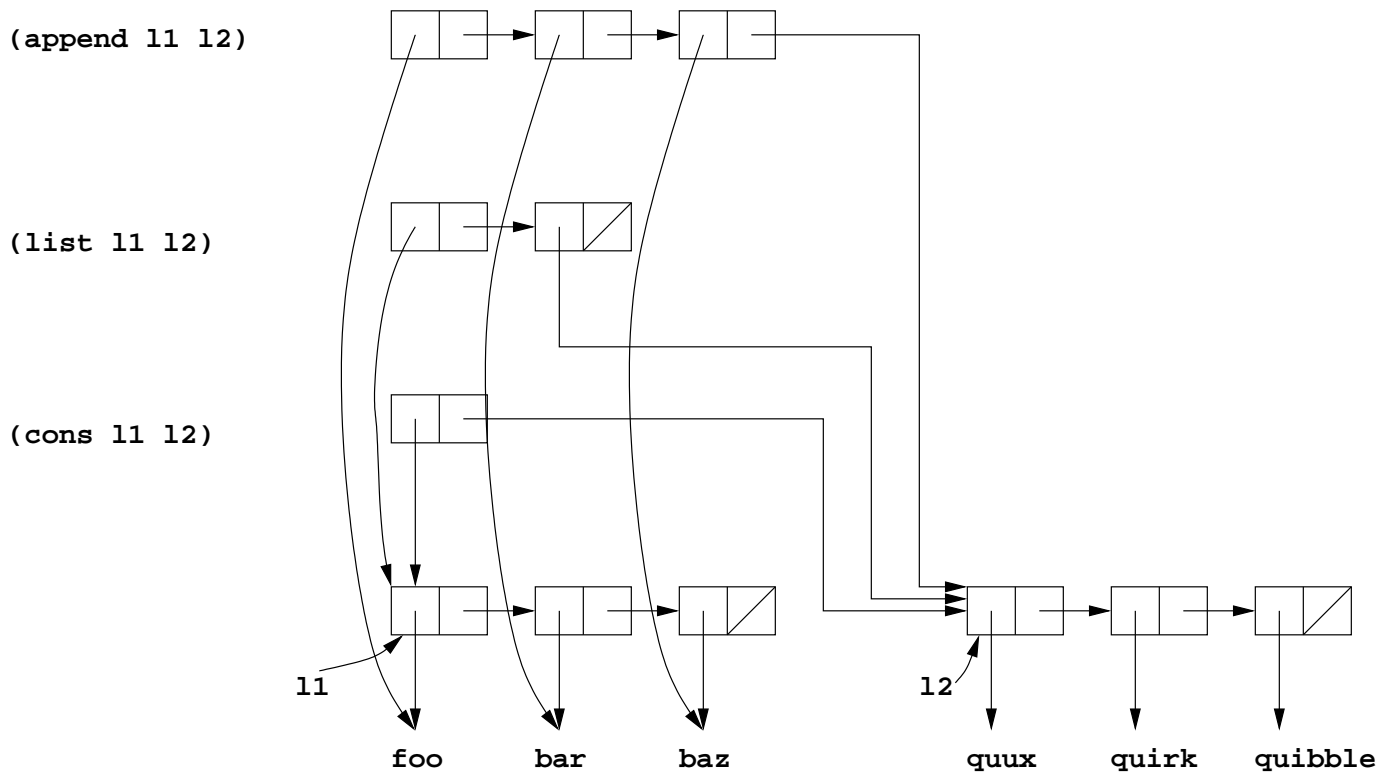 (append l1 l2)
(list l1 l2)
(cons l1 l2)
l1
l2
foo bar baz quux quirk quibble